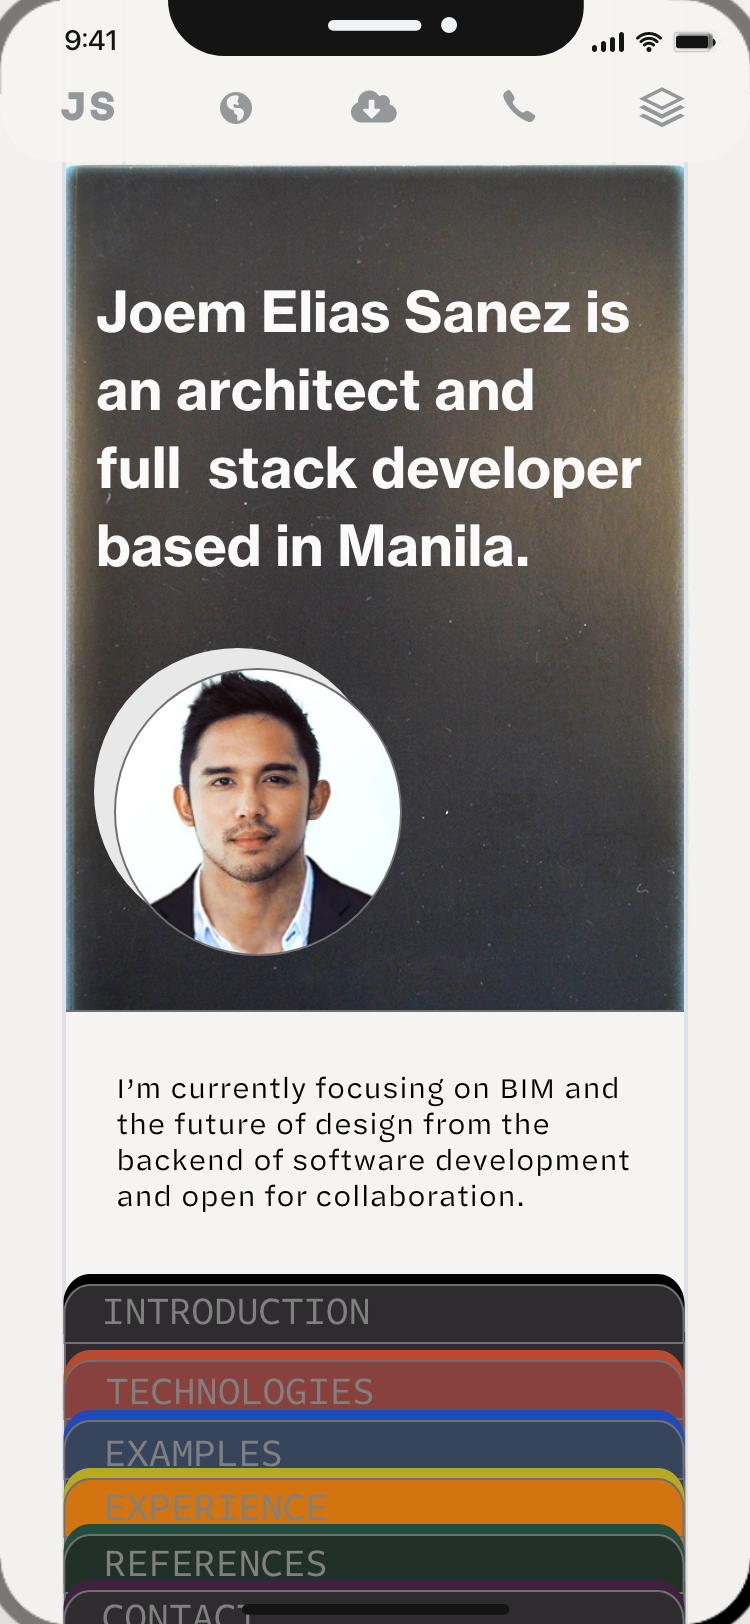 9:41
JS
Joem Elias Sanez is
an architect and
full  stack developer
based in Manila.
I’m currently focusing on BIM and
the future of design from the
backend of software development
and open for collaboration.
INTRODUCTION
TECHNOLOGIES
EXAMPLES
EXPERIENCE
REFERENCES
CONTACT